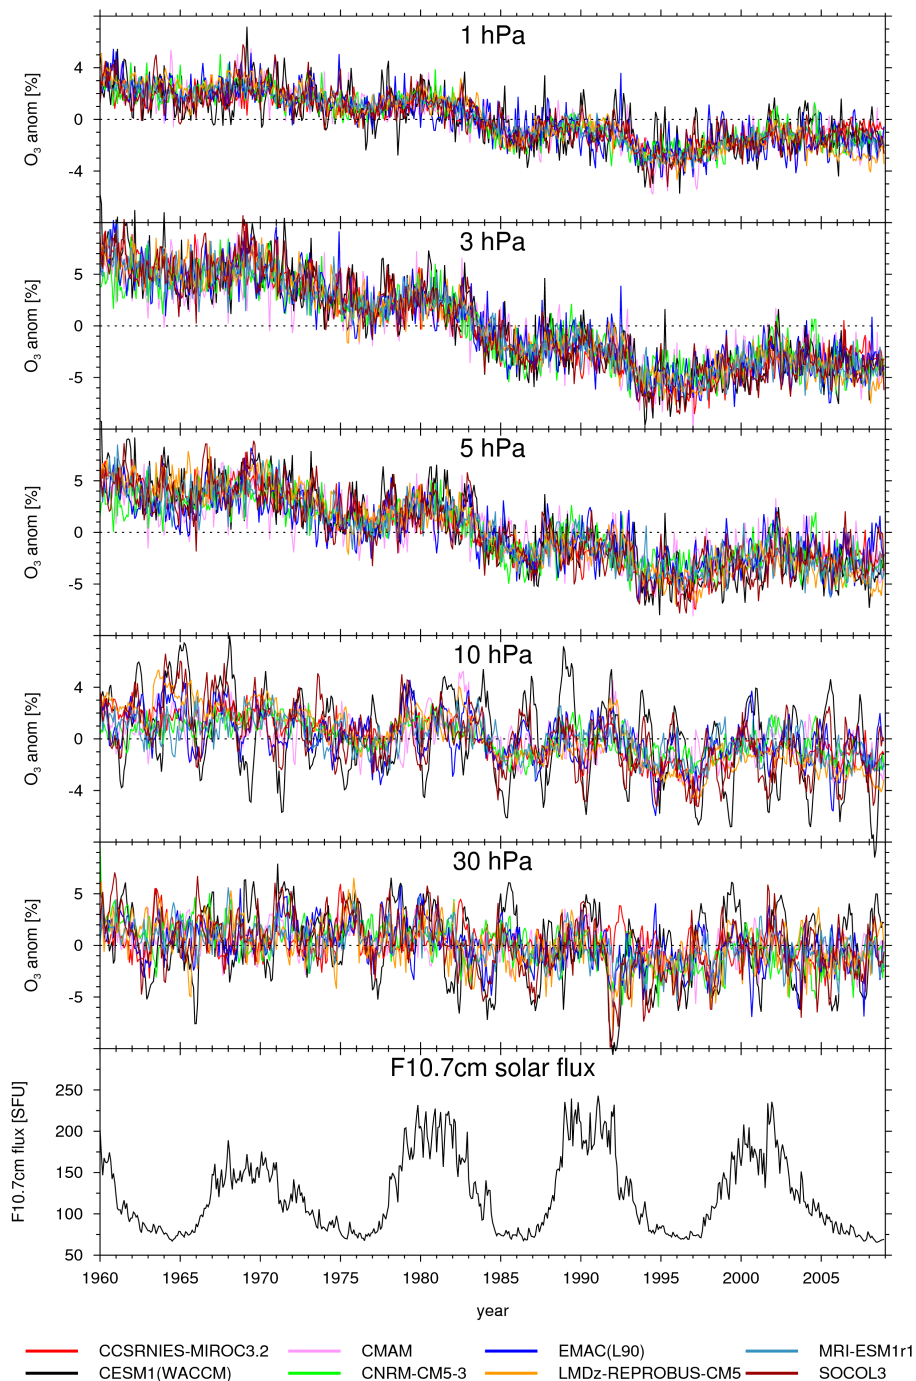 1 hPa
O3 anom [%]
4
0
-4
3 hPa
O3 anom [%]
5
0
-5
5 hPa
O3 anom [%]
5
0
-5
10 hPa
O3 anom [%]
4
0
-4
30 hPa
O3 anom [%]
5
0
-5
F10.7cm solar flux
F10.7cm flux [SFU]
250
200
150
100
50
1960 1965 1970 1975 1980 1985 1990 1995 2000 2005
year
CCSRNIES-MIROC3.2 CMAM EMAC(L90) MRI-ESM1r1
CESM1(WACCM) CNRM-CM5-3 LMDz-REPROBUS-CM5 SOCOL3